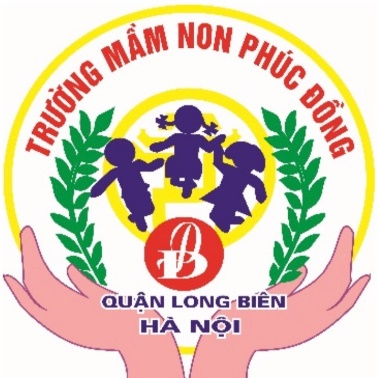 TRƯỜNG MẦM NON PHÚC ĐỒNG
QUẬN LONG BIÊN
HÀ NỘI